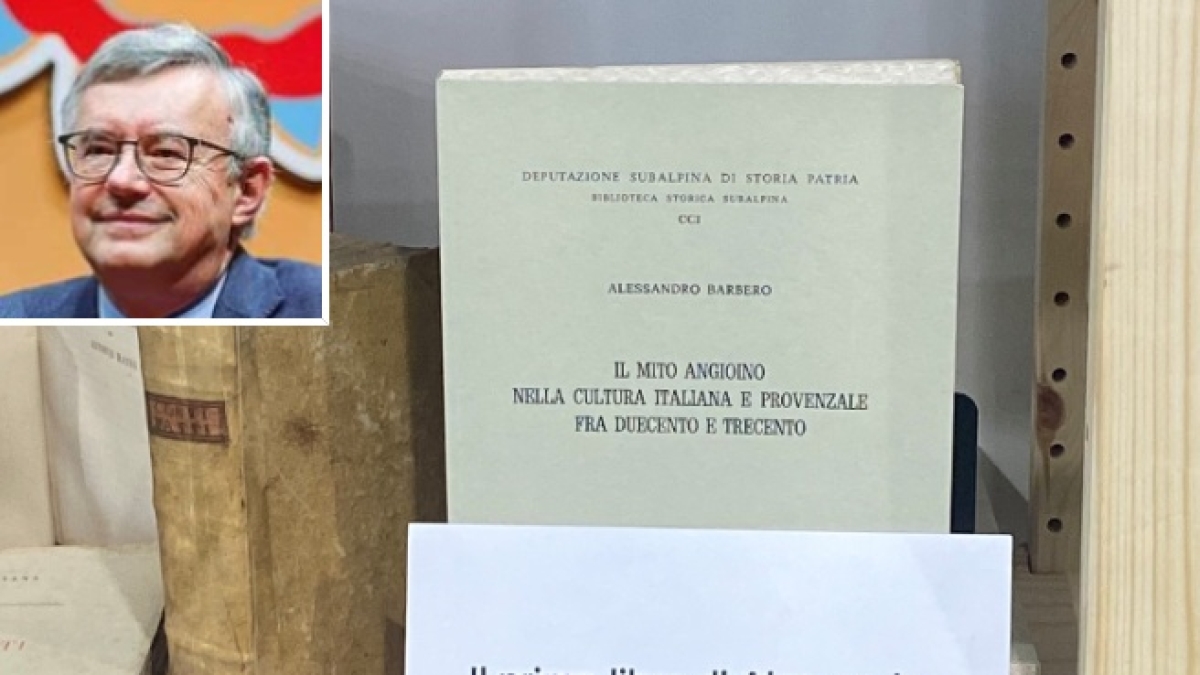 DEPUTAZIONE SUBALPINA DI STORIA PATRIA
BIBLIOTECA STORICA SUBALPINA
CCI
ALESSANDRO BARBERO
IL MITO ANGIOINO
NELLA CULTURA ITALIANA E PROVENZALE
FRA DUECENTO E TRECENTO